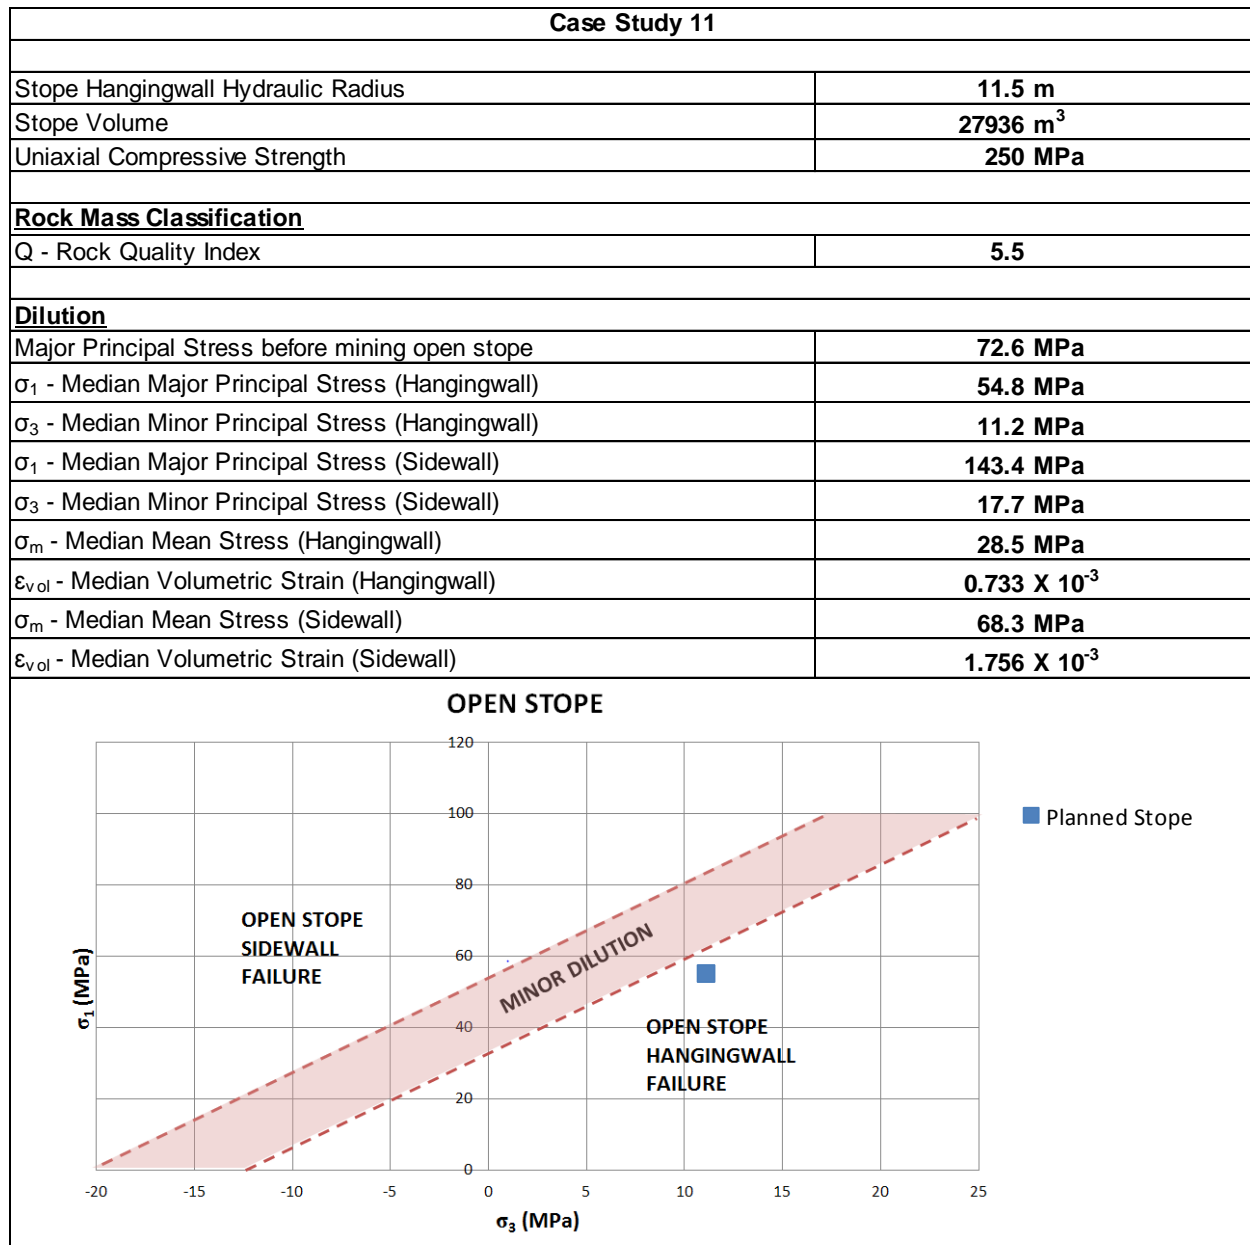 Case Study 11
Stope Hangingwall Hydraulic Radius 11.5 m
Stope Volume 27936 m³
Uniaxial Compressive Strength 250 MPa
Rock Mass Classification
Q - Rock Quality Index 5.5
Dilution
Major Principal Stress before mining open stope 72.6 MPa
σ₁ - Median Major Principal Stress (Hangingwall) 54.8 MPa
σ₃ - Median Minor Principal Stress (Hangingwall) 11.2 MPa
σ₁ - Median Major Principal Stress (Sidewall) 143.4 MPa
σ₃ - Median Minor Principal Stress (Sidewall) 17.7 MPa
σₘ - Median Mean Stress (Hangingwall) 28.5 MPa
εᵥₒₗ - Median Volumetric Strain (Hangingwall) 0.733 X 10⁻³
σₘ - Median Mean Stress (Sidewall) 68.3 MPa
εᵥₒₗ - Median Volumetric Strain (Sidewall) 1.756 X 10⁻³
OPEN STOPE
120
100
80
60
40
20
0
σ₁ (MPa)
OPEN STOPE
SIDEWALL
FAILURE
MINOR DILUTION
OPEN STOPE
HANGINGWALL
FAILURE
Planned Stope
-20 -15 -10 -5 0 5 10 15 20 25
σ₃ (MPa)